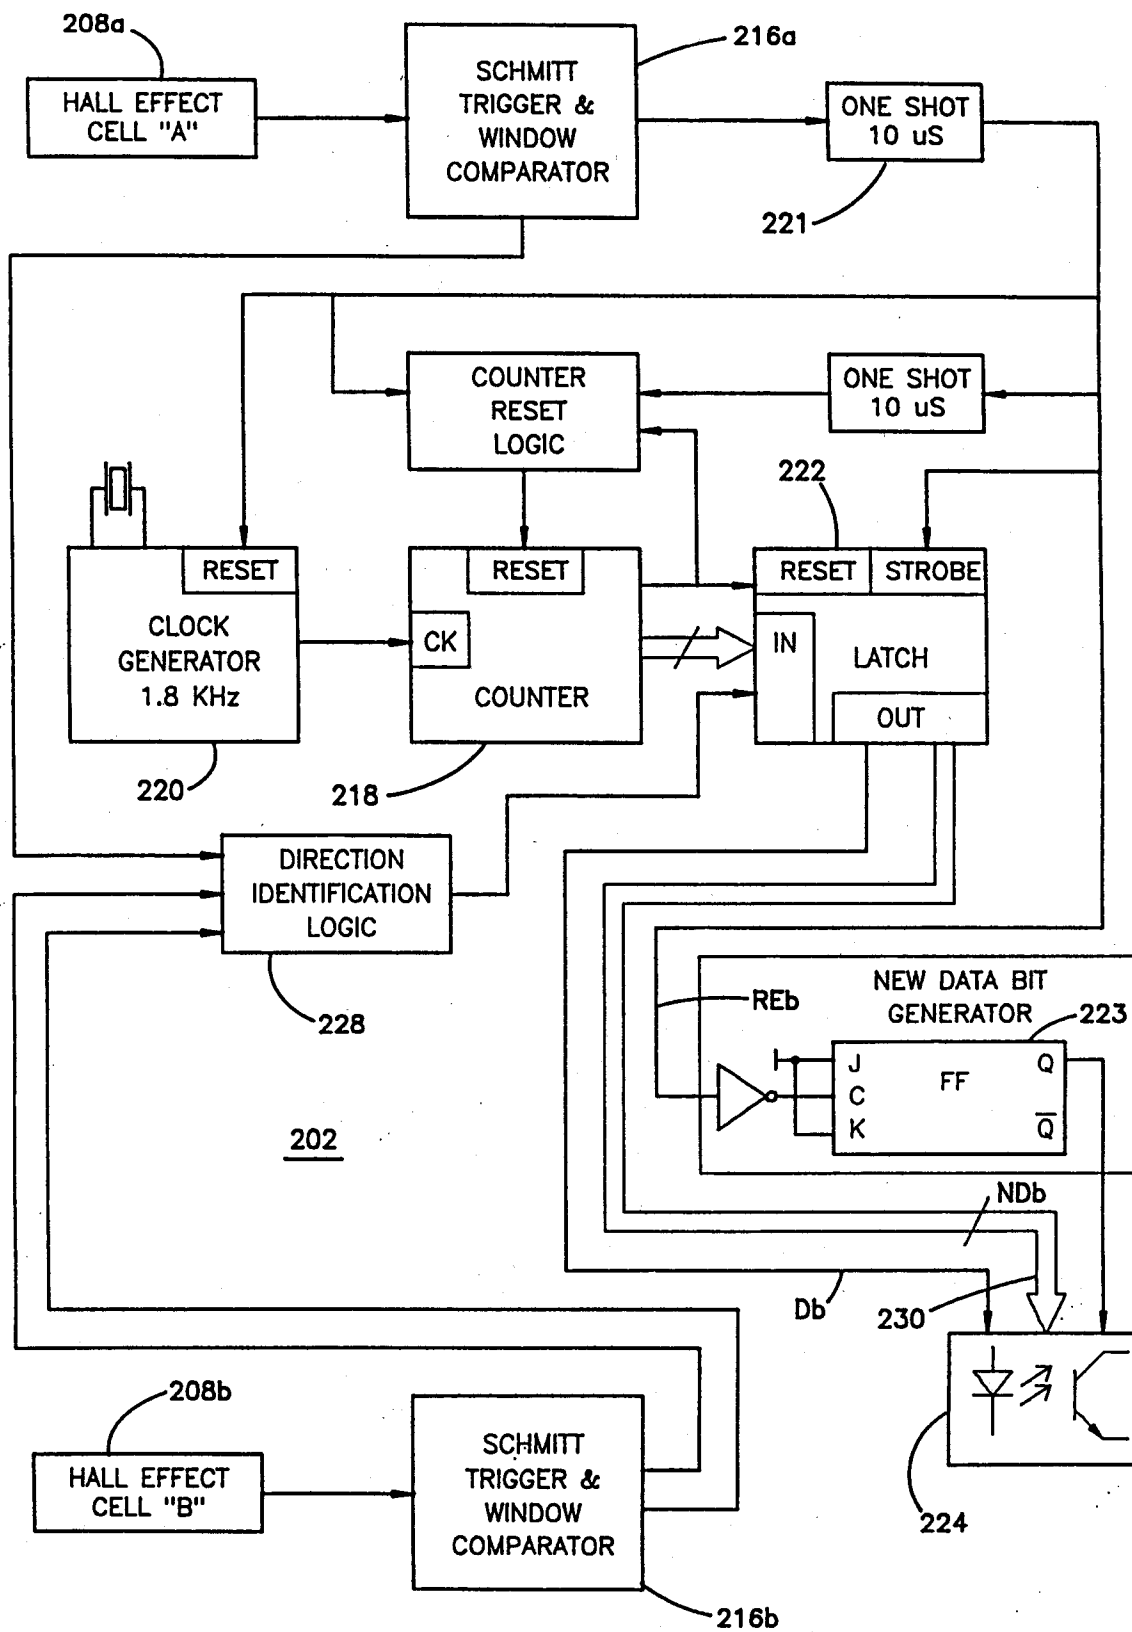 208a
HALL EFFECT
CELL "A"
SCHMITT
TRIGGER &
WINDOW
COMPARATOR
216a
ONE SHOT
10 uS
221
COUNTER
RESET
LOGIC
ONE SHOT
10 uS
222
RESET
CLOCK
GENERATOR
1.8 KHz
220
RESET
CK
COUNTER
218
RESET
STROBE
IN
LATCH
OUT
DIRECTION
IDENTIFICATION
LOGIC
228
REb
NEW DATA BIT
GENERATOR
223
J
C
K
FF
Q
Q̅
202
NDb
Db
230
224
208b
HALL EFFECT
CELL "B"
SCHMITT
TRIGGER &
WINDOW
COMPARATOR
216b